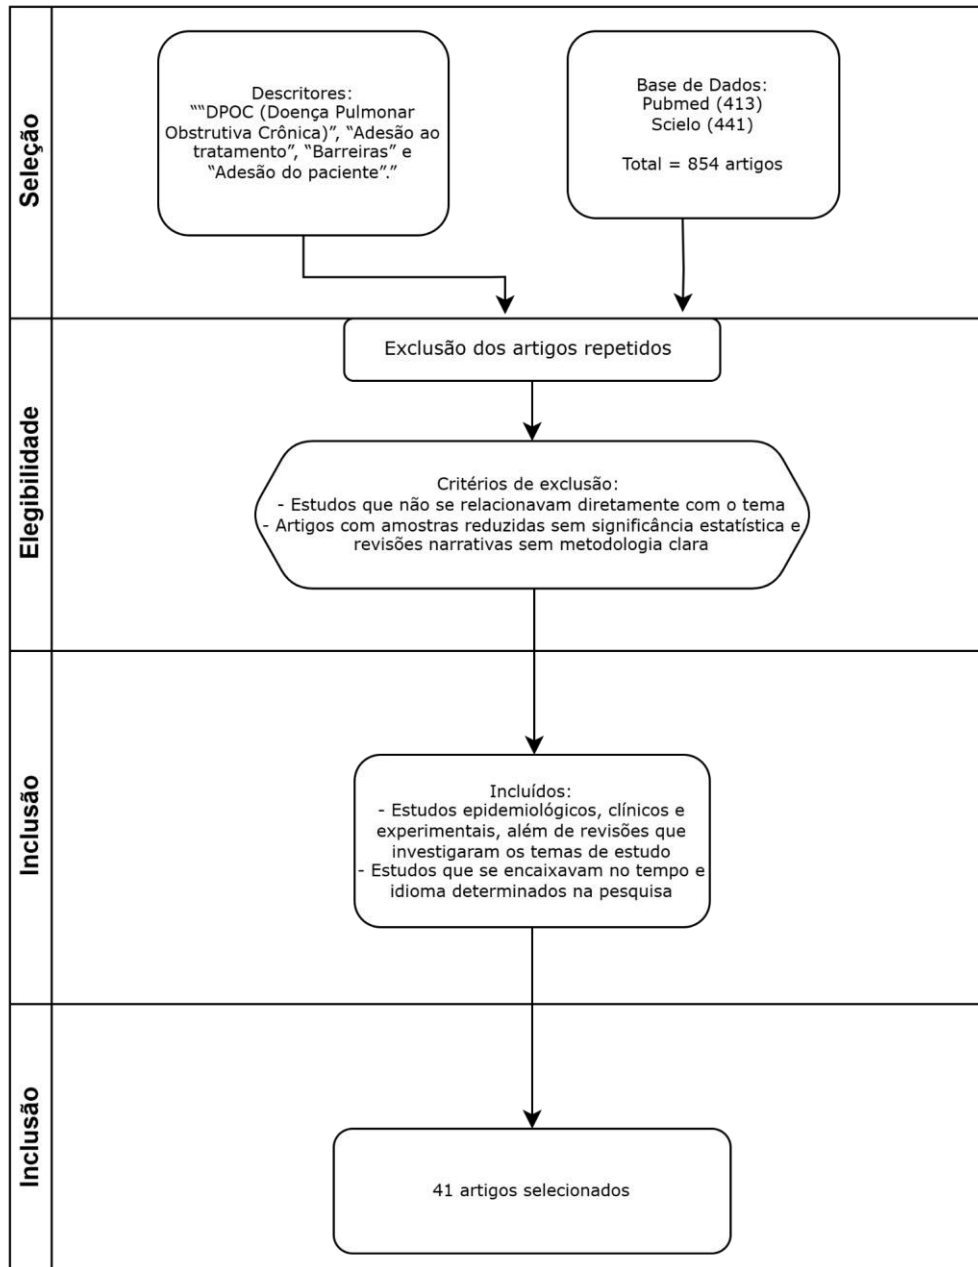 Seleção
Descritores:
““DPOC (Doença Pulmonar
Obstrutiva Crônica)”, “Adesão ao
tratamento”, “Barreiras” e
“Adesão do paciente”.”
Base de Dados:
Pubmed (413)
Scielo (441)
Total = 854 artigos
Elegibilidade
Exclusão dos artigos repetidos
Critérios de exclusão:
- Estudos que não se relacionavam diretamente com o tema
- Artigos com amostras reduzidas sem significância estatística e
revisões narrativas sem metodologia clara
Inclusão
Incluídos:
- Estudos epidemiológicos, clínicos e
experimentais, além de revisões que
investigaram os temas de estudo
- Estudos que se encaixavam no tempo e
idioma determinados na pesquisa
Inclusão
41 artigos selecionados